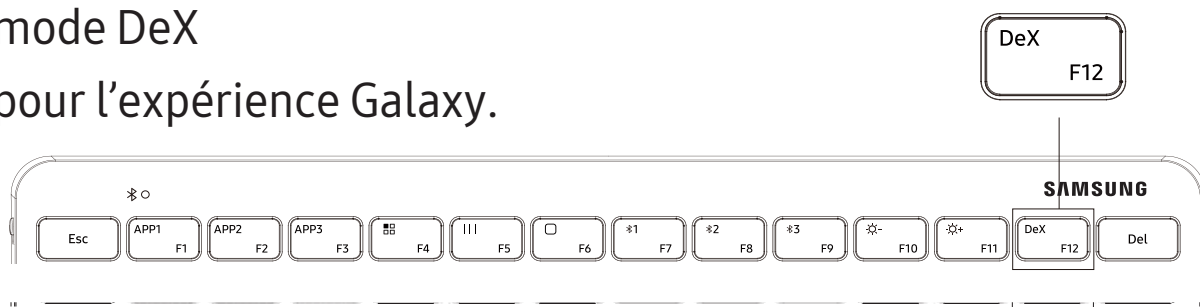 mode DeX
pour l'expérience Galaxy.
DeX
F12
SAMSUNG
Esc
APP1 F1
APP2 F2
APP3 F3
F4
F5
F6
1 F7
2 F8
3 F9
- F10
+ F11
DeX F12
Del